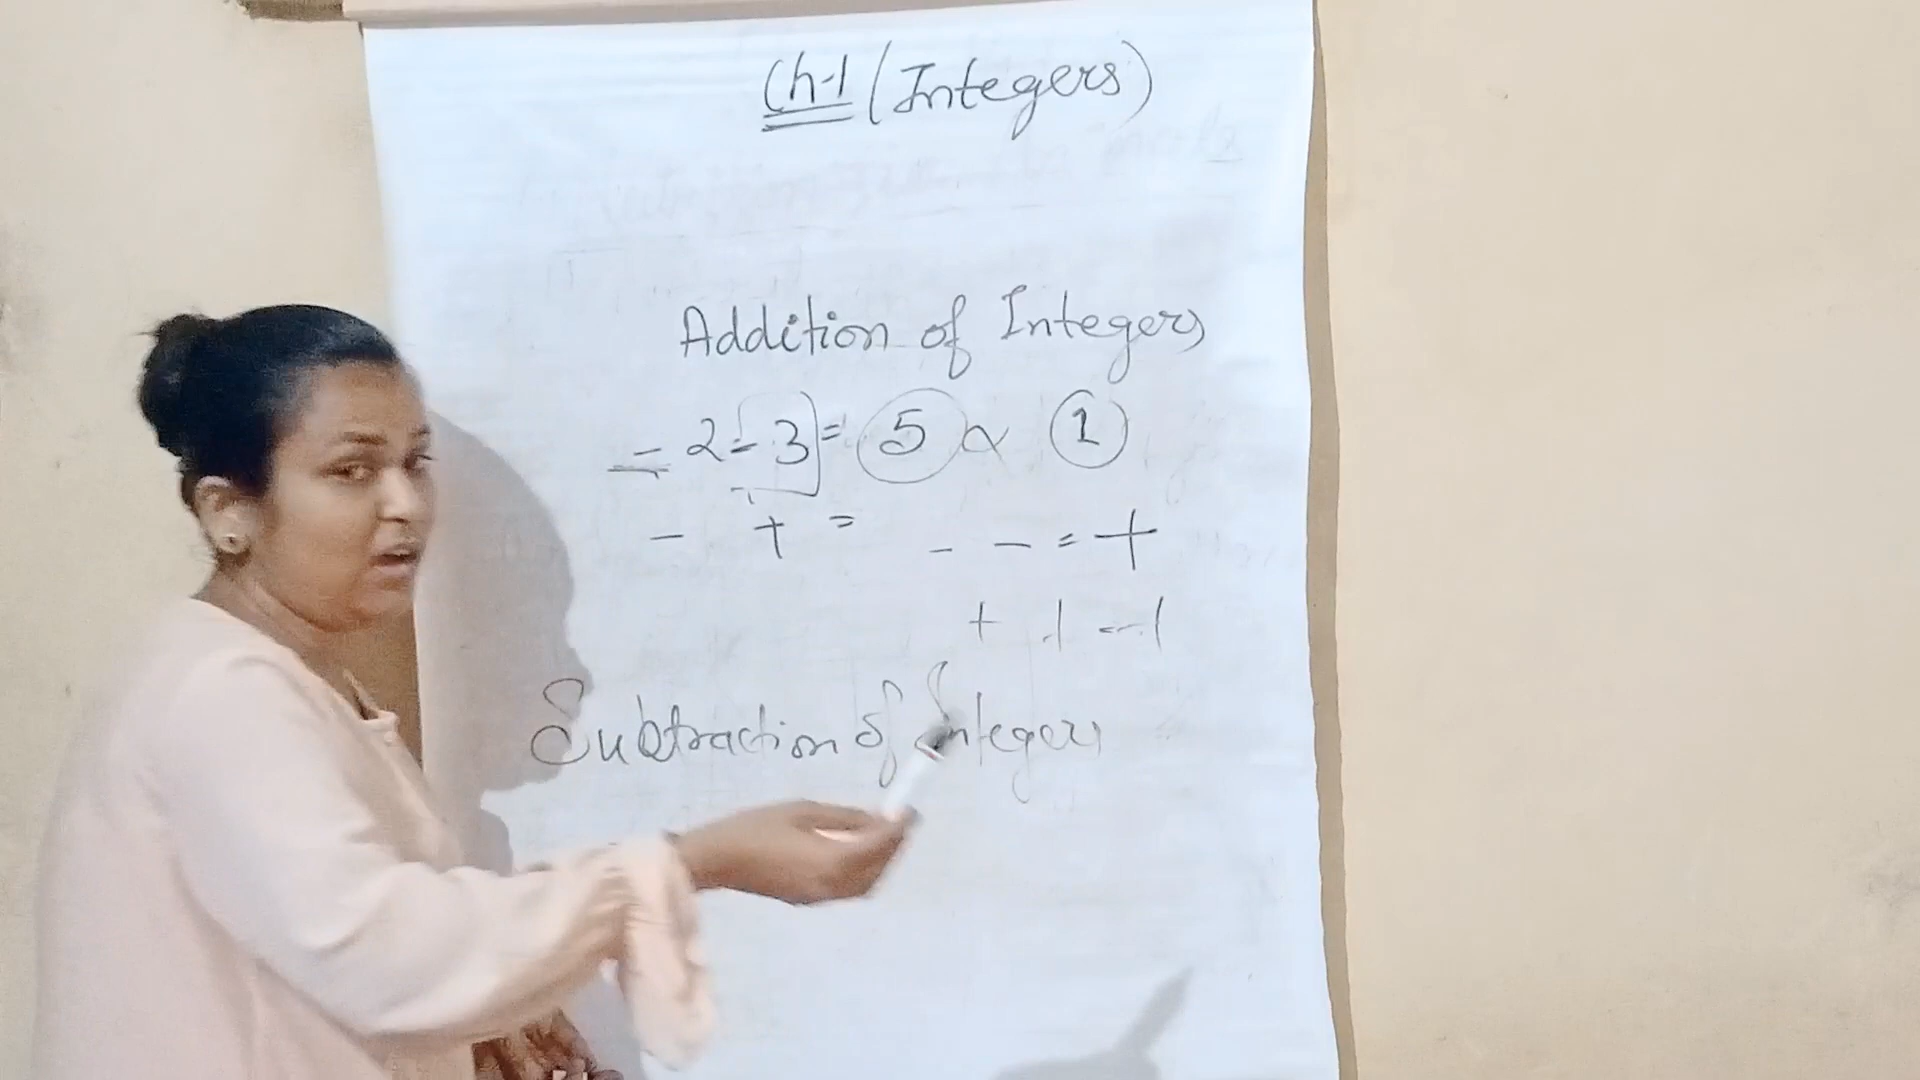 Ch-1 (Integers)
Addition of Integers
- 2 - 3 = 5 α 1
- + =
- - = +
+
Subtraction of Integers